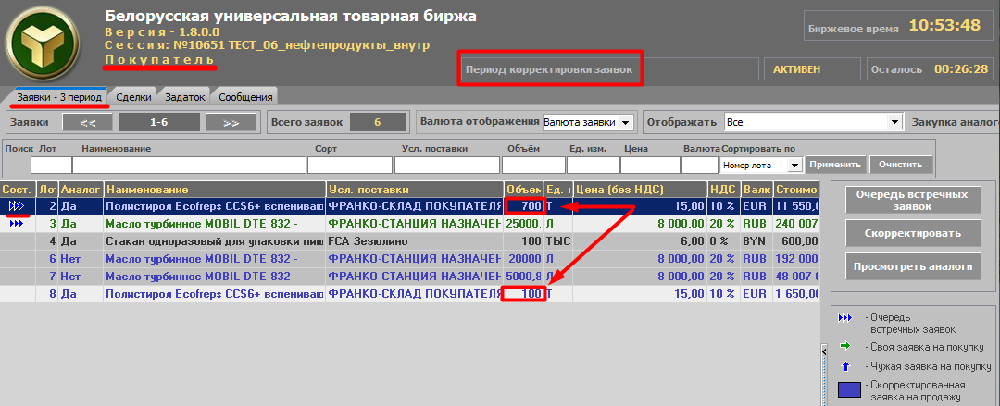 Белорусская универсальная товарная биржа
Версия - 1.8.0.0
Сессия: №10651 ТЕСТ_06_нефтепродукты_внутр
Покупатель
Биржевое время 10:53:48
Период корректировки заявок
АКТИВЕН
Осталось 00:26:28
Заявки - 3 период Сделки Задаток Сообщения
Заявки << 1-6 >> Всего заявок 6 Валюта отображения Валюта заявки Отображать Все Закупка аналого
Поиск Лот Наименование Сорт Усл. поставки Объём Ед. изм. Цена Валюта Сортировать по
Номер лота Применить Очистить
Сост. Ло Аналог Наименование Усл. поставки Объем Ед. Цена (без НДС) НДС Валк Стоимо
2 Да Полистирол Ecofreps CCS6+ вспениваю ФРАНКО-СКЛАД ПОКУПАТЕЛЯ 700 Т 15,00 10 % EUR 11 550,0
3 Да Масло турбинное MOBIL DTE 832 - ФРАНКО-СТАНЦИЯ НАЗНАЧЕН 25000, Л 8 000,00 20 % RUB 240 007
4 Да Стакан одноразовый для упаковки пищ FCA Зезюлино 100 ТЫС 6,00 0 % BYN 600,00
6 Нет Масло турбинное MOBIL DTE 832 - ФРАНКО-СТАНЦИЯ НАЗНАЧЕН 20000 Л 8 000,00 20 % RUB 192 000
7 Нет Масло турбинное MOBIL DTE 832 - ФРАНКО-СТАНЦИЯ НАЗНАЧЕН 5000,8 Л 8 000,00 20 % RUB 48 007
8 Да Полистирол Ecofreps CCS6+ вспениваю ФРАНКО-СКЛАД ПОКУПАТЕЛЯ 100 Т 15,00 10 % EUR 1 650,0
Очередь встречных
заявок
Скорректировать
Просмотреть аналоги
- Очередь
встречных заявок
- Своя заявка на покупку
- Чужая заявка на покупку
- Скорректированная
заявка на продажу